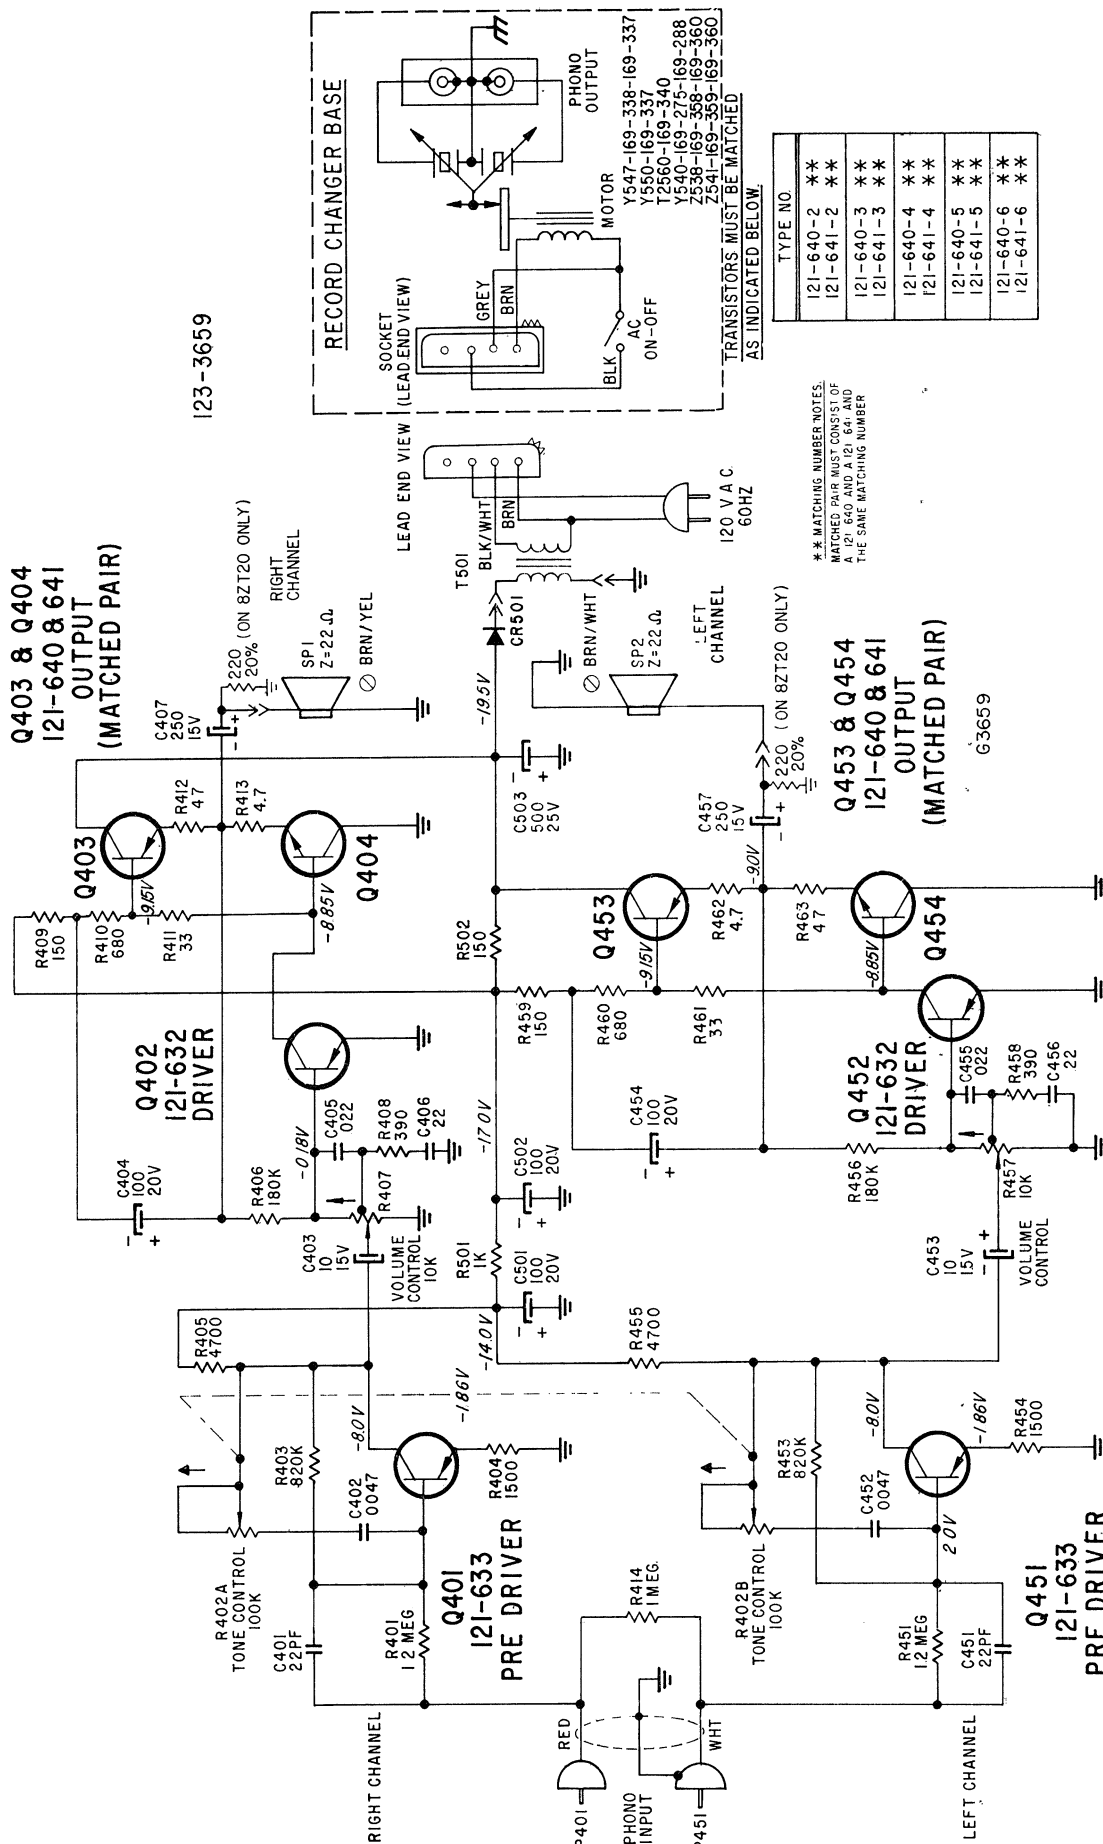 Q403 & Q404
121-640 & 641
OUTPUT
(MATCHED PAIR)
123-3659
C407
250
15V
-
+
220 (ON 8ZT20 ONLY)
20%
RIGHT
CHANNEL
SP1
Z=22Ω
BRN/YEL
R409
150
R410
680
R411
33
-9.15V
Q403
R412
47
R413
4.7
-8.85V
Q404
Q402
121-632
DRIVER
C404
100
20V
-
+
R406
180K
-018V
C405
022
R408
390
C406
22
R407
C403
10
15V
VOLUME
CONTROL
10K
R405
4700
R403
820K
-8.0V
-1.86V
C402
0047
R404
1500
R402A
TONE CONTROL
100K
C401
22PF
R401
1.2 MEG
Q401
121-633
PRE DRIVER
RIGHT CHANNEL
P401
PHONO
INPUT
P451
RED
WHT
R414
1 MEG.
LEFT CHANNEL
R501
1K
C501
100
20V
-
+
-14.0V
C502
100
20V
-
+
-17.0V
R502
150
C503
500
25V
-
+
-19.5V
CR501
T501
BLK/WHT
BRN
LEAD END VIEW
120 V A.C.
60HZ
BRN/WHT
SP2
Z=22Ω
LEFT
CHANNEL
220 (ON 8ZT20 ONLY)
20%
C457
250
15V
-
+
-9.0V
R459
150
R460
680
R461
33
-9.15V
Q453
R462
4.7
R463
47
-8.85V
Q454
Q453 & Q454
121-640 & 641
OUTPUT
(MATCHED PAIR)
G3659
C454
100
20V
-
+
Q452
121-632
DRIVER
R456
180K
C455
022
R458
390
C456
22
R457
10K
C453
10
15V
-
+
VOLUME
CONTROL
R455
4700
R453
820K
-8.0V
-1.86V
R454
1500
C452
0047
2.0V
R402B
TONE CONTROL
100K
R451
1.2 MEG
C451
22PF
Q451
121-633
PRE DRIVER
RECORD CHANGER BASE
SOCKET
(LEAD END VIEW)
GREY
BRN
BLK
AC
ON-OFF
MOTOR
PHONO
OUTPUT
Y547-169-338-169-337
Y550-169-337
T2560-169-340
Y540-169-275-169-288
Z538-169-358-169-360
Z541-169-359-169-360
TRANSISTORS MUST BE MATCHED
AS INDICATED BELOW
TYPE NO.
121-640-2 **
121-641-2 **
121-640-3 **
121-641-3 **
121-640-4 **
121-641-4 **
121-640-5 **
121-641-5 **
121-640-6 **
121-641-6 **
** MATCHING NUMBER NOTES.
MATCHED PAIR MUST CONSIST OF
A 121 640 AND A 121 641 AND
THE SAME MATCHING NUMBER